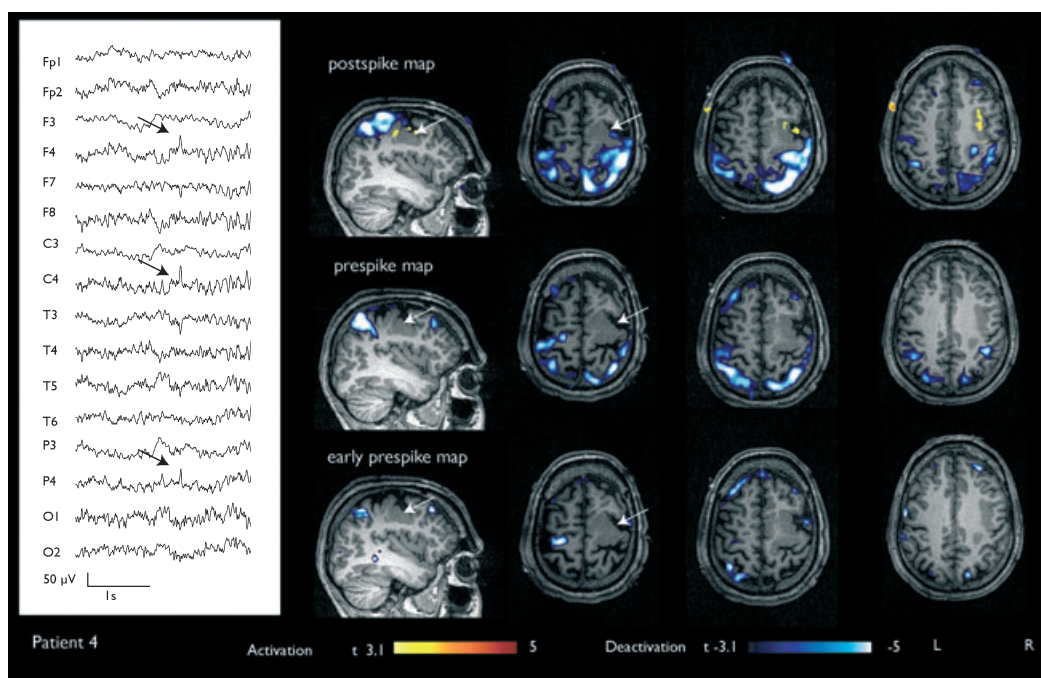 Fp1
Fp2
F3
F4
F7
F8
C3
C4
T3
T4
T5
T6
P3
P4
O1
O2
50 µV
1s
postspike map
prespike map
early prespike map
Patient 4
Activation t 3.1 5 Deactivation t -3.1 -5 L R